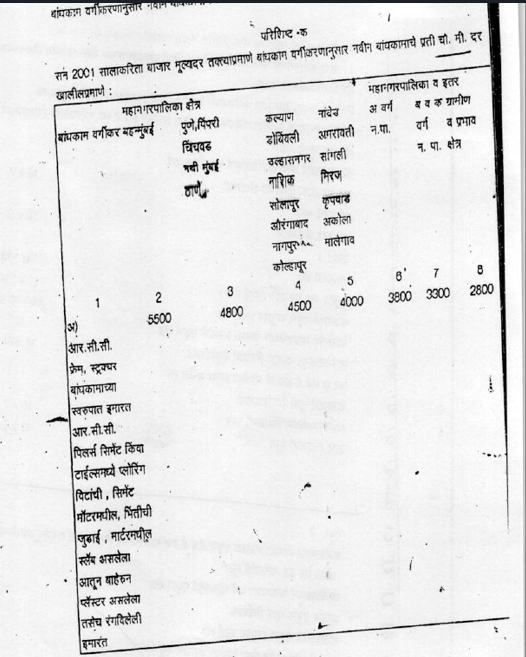 बांधकाम वर्गीकरणानुसार नवीन
परिशिष्ट -क
सन 2001 सालाकरिता बाजार मूल्यदर तक्त्याप्रमाणे बांधकाम वर्गीकरणानुसार नवीन बांधकामाचे प्रती चौ. मी. दर
खालीलप्रमाणे :
महानगरपालिका क्षेत्र महानगरपालिका व इतर
बांधकाम वर्गीकर बहन्मुंबई पुणे,पिंपरी कल्याण नांदेड अ वर्ग ब व क ग्रामीण
चिंचवड डोंबिवली अमरावती न.पा. वर्ग व प्रभाव
नवी मुंबई उल्हासनगर सांगली न. पा. क्षेत्र
ठाणे नाशिक मिरज
सोलापूर कूपवाड
औरंगाबाद अकोला
नागपुर मालेगाव
कोल्हापूर
1 2 3 4 5 6 7 8
अ) 5500 4800 4500 4000 3800 3300 2800
आर.सी.सी.
फ्रेम, स्ट्रक्चर
बांधकामाच्या
स्वरुपात इमारत
आर.सी.सी.
पिलर्स सिमेंट किंवा
टाईल्समध्ये प्लोरिंग
विटांची , सिमेंट
मॉटरमधील, भिंतीची
जुडाई , मार्टरमधील
स्लॅब असलेला
आतून बाहेरुन
प्लॅस्टर असलेला
तसेच रंगदिलेली
इमारंत